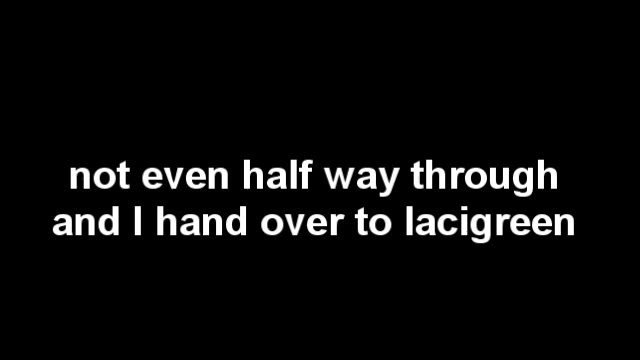 not even half way through
and I hand over to lacigreen